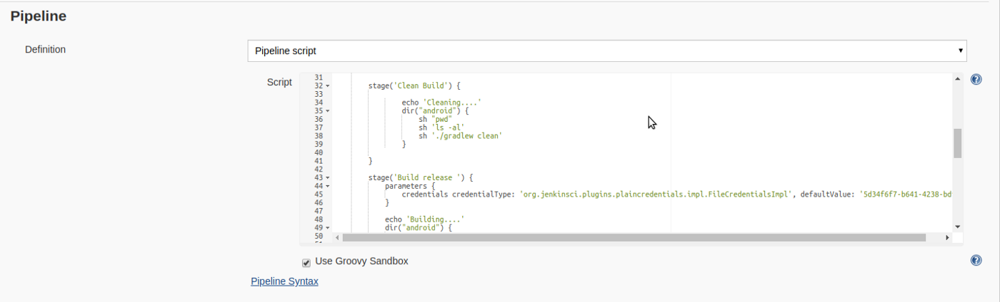 Pipeline
Definition
Pipeline script
Script
31
32 stage('Clean Build') {
33
34 echo 'Cleaning....'
35 dir("android") {
36 sh "pwd"
37 sh 'ls -al'
38 sh './gradlew clean'
39 }
40
41 }
42
43 stage('Build release ') {
44 parameters {
45 credentials credentialType: 'org.jenkinsci.plugins.plaincredentials.impl.FileCredentialsImpl', defaultValue: '5d34f6f7-b641-4238-bd
46 }
47
48 echo 'Building....'
49 dir("android") {
50
Use Groovy Sandbox
Pipeline Syntax